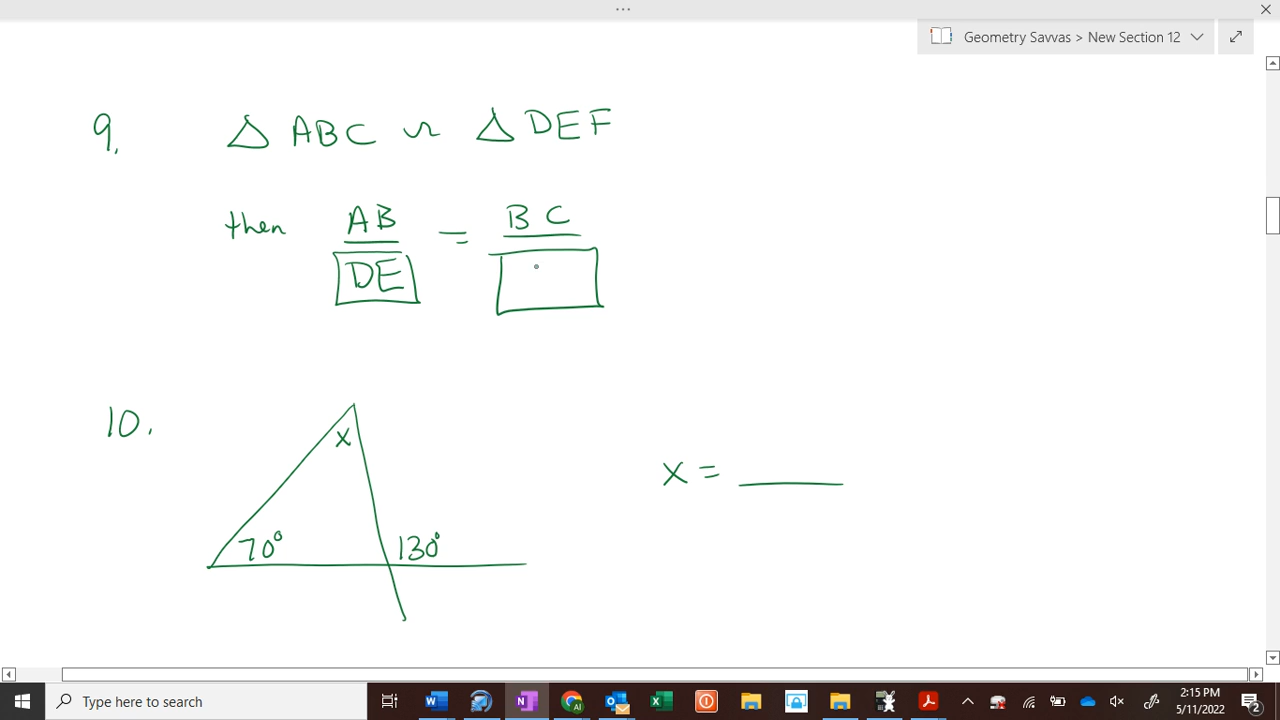 Geometry Savvas > New Section 12
9. △ ABC ~ △ DEF
then AB = BC
DE
10.
x
x = ____
70° 130°
Type here to search
2:15 PM
5/11/2022
2